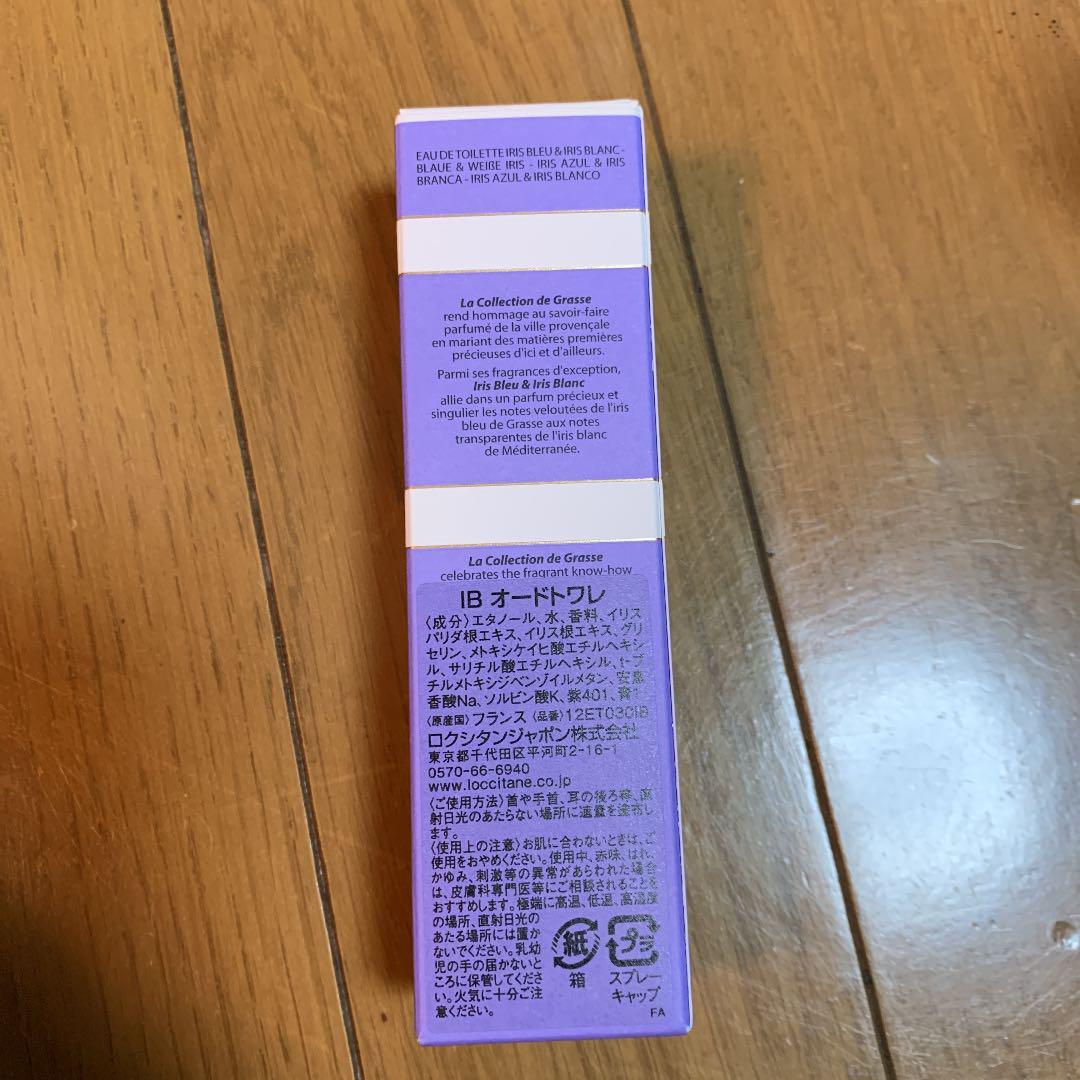 EAU DE TOILETTE IRIS BLEU & IRIS BLANC -
BLAUE & WEIßE IRIS - IRIS AZUL & IRIS
BRANCA - IRIS AZUL & IRIS BLANCO
La Collection de Grasse
rend hommage au savoir-faire
parfumé de la ville provençale
en mariant des matières premières
précieuses d'ici et d'ailleurs.
Parmi ses fragrances d'exception,
Iris Bleu & Iris Blanc
allie dans un parfum précieux et
singulier les notes veloutées de l'iris
bleu de Grasse aux notes
transparentes de l'iris blanc
de Méditerranée.
La Collection de Grasse
celebrates the fragrant know-how
IB オードトワレ
〈成分〉エタノール、水、香料、イリス
パリダ根エキス、イリス根エキス、グリ
セリン、メトキシケイヒ酸エチルヘキシ
ル、サリチル酸エチルヘキシル、t-ブ
チルメトキシジベンゾイルメタン、安息
香酸Na、ソルビン酸K、紫401、青1
〈原産国〉フランス〈品番〉12ET030IB
ロクシタンジャポン株式会社
東京都千代田区平河町2-16-1
0570-66-6940
www.loccitane.co.jp
〈ご使用方法〉首や手首、耳の後ろ等、直
射日光のあたらない場所に適量を塗布し
ます。
〈使用上の注意〉お肌に合わないときは、ご
使用をおやめください。使用中、赤味、はれ、
かゆみ、刺激等の異常があらわれた場合
は、皮膚科専門医等にご相談されることを
おすすめします。極端に高温、低温、高湿度
の場所、直射日光の
あたる場所には置か
ないでください。乳幼
児の手の届かないと
ころに保管してくださ
い。火気に十分ご注
意ください。
紙
箱
プラ
スプレー
キャップ
FA